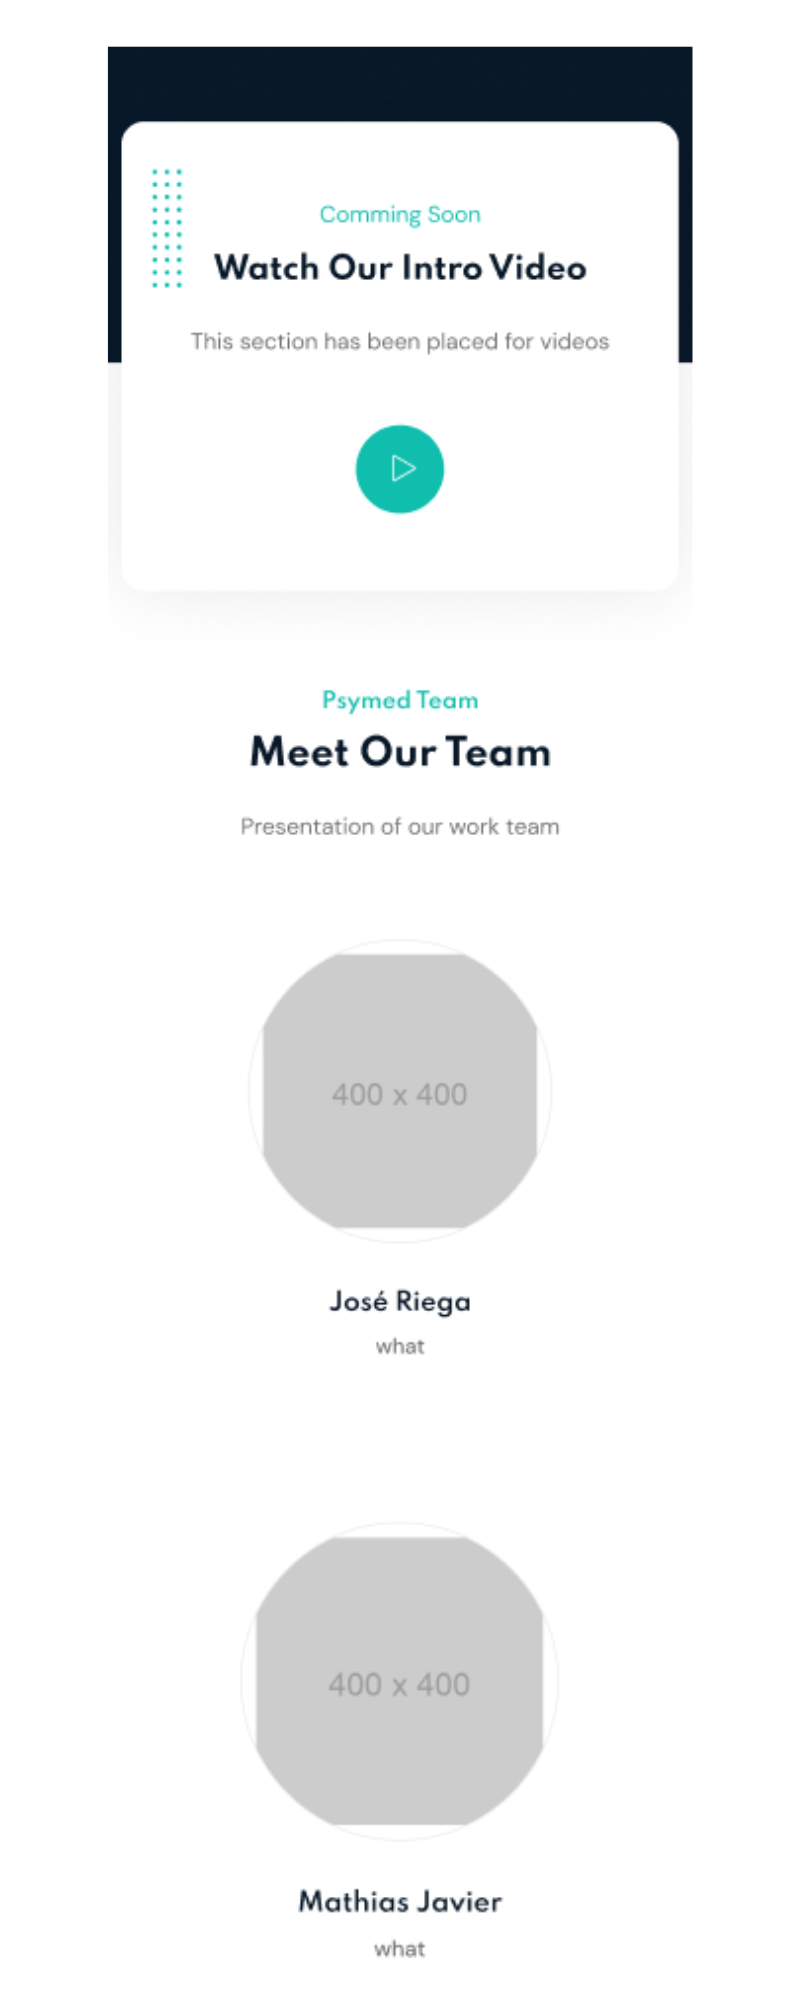 Comming Soon
Watch Our Intro Video
This section has been placed for videos
Psymed Team
Meet Our Team
Presentation of our work team
400 x 400
José Riega
what
400 x 400
Mathias Javier
what